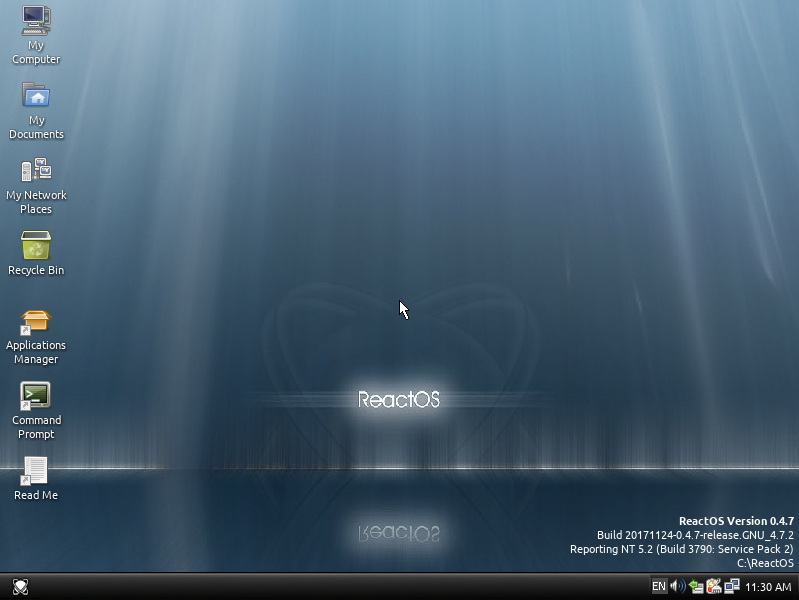 My
Computer
My
Documents
My Network
Places
Recycle Bin
Applications
Manager
Command
Prompt
Read Me
ReactOS
ReactOS
ReactOS Version 0.4.7
Build 20171124-0.4.7-release.GNU_4.7.2
Reporting NT 5.2 (Build 3790: Service Pack 2)
C:\ReactOS
EN
11:30 AM